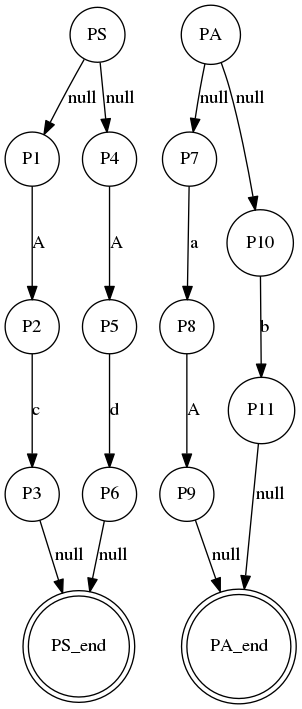 PS
PA
null
null
null
null
P1
P4
P7
P10
A
A
a
b
P2
P5
P8
P11
c
d
A
null
P3
P6
P9
null
null
null
PS_end
PA_end